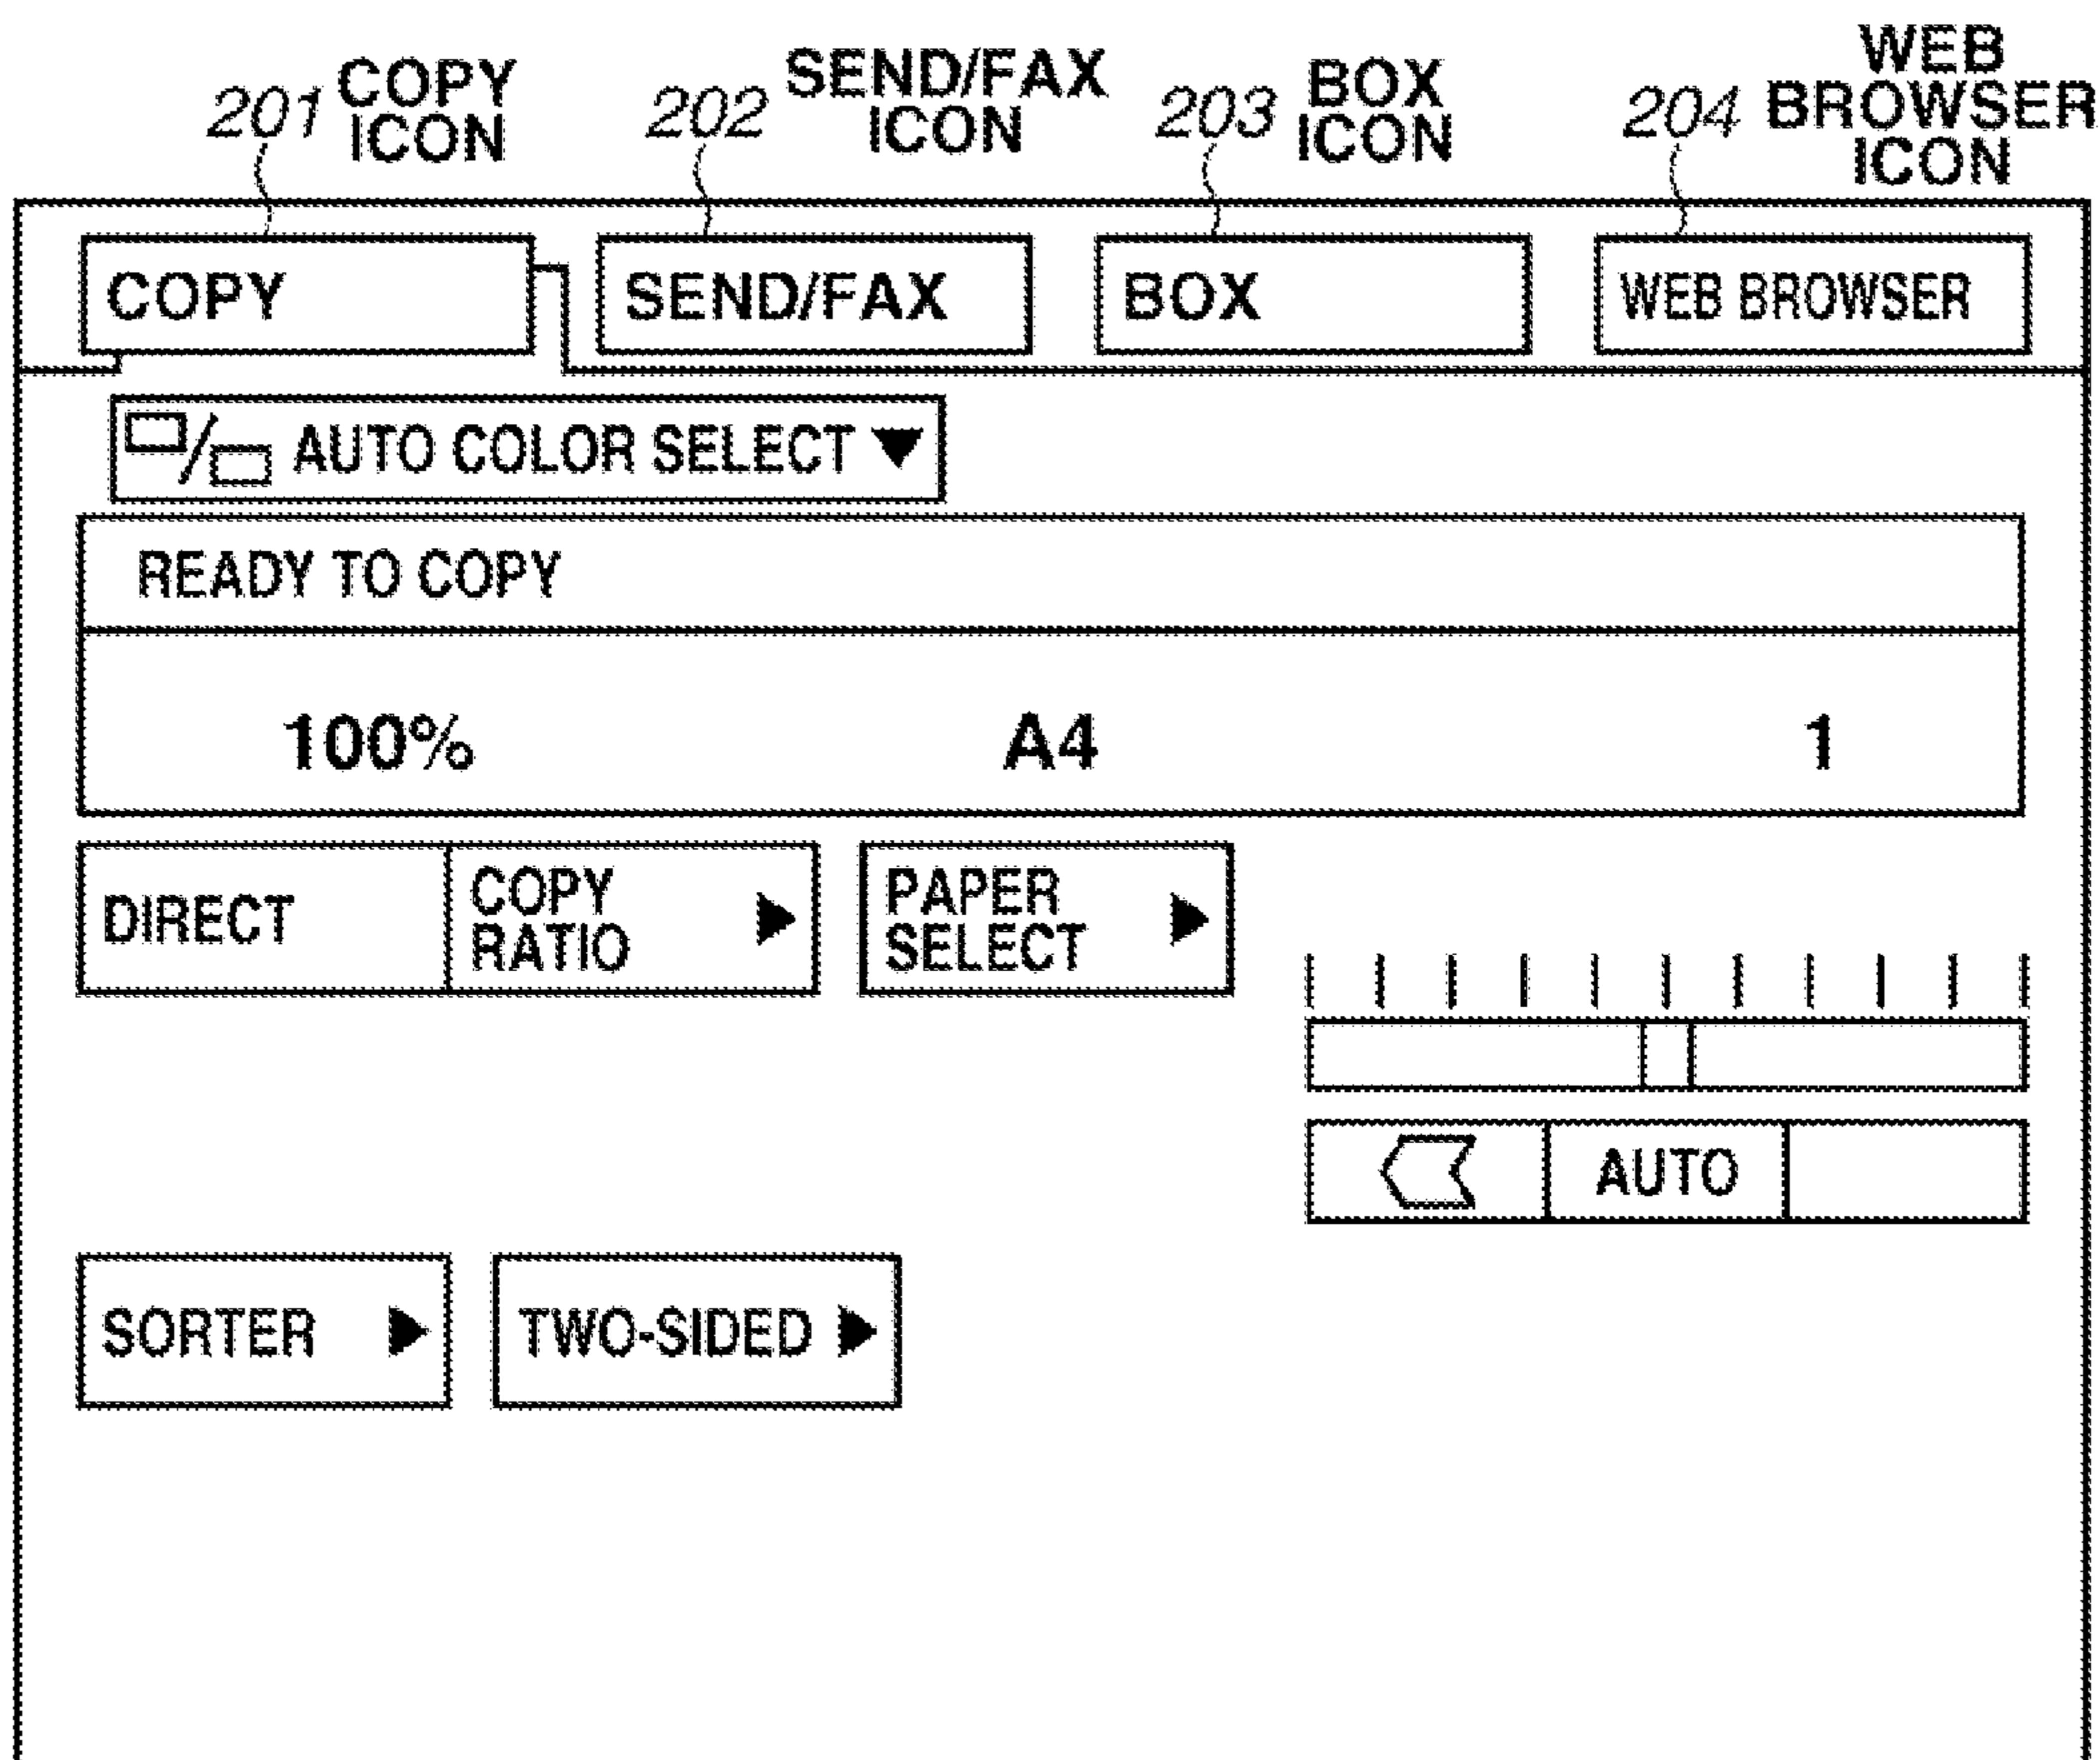 201 COPY ICON
202 SEND/FAX ICON
203 BOX ICON
204 WEB BROWSER ICON
COPY
SEND/FAX
BOX
WEB BROWSER
AUTO COLOR SELECT
READY TO COPY
100% A4 1
DIRECT
COPY
RATIO
PAPER
SELECT
AUTO
SORTER
TWO-SIDED